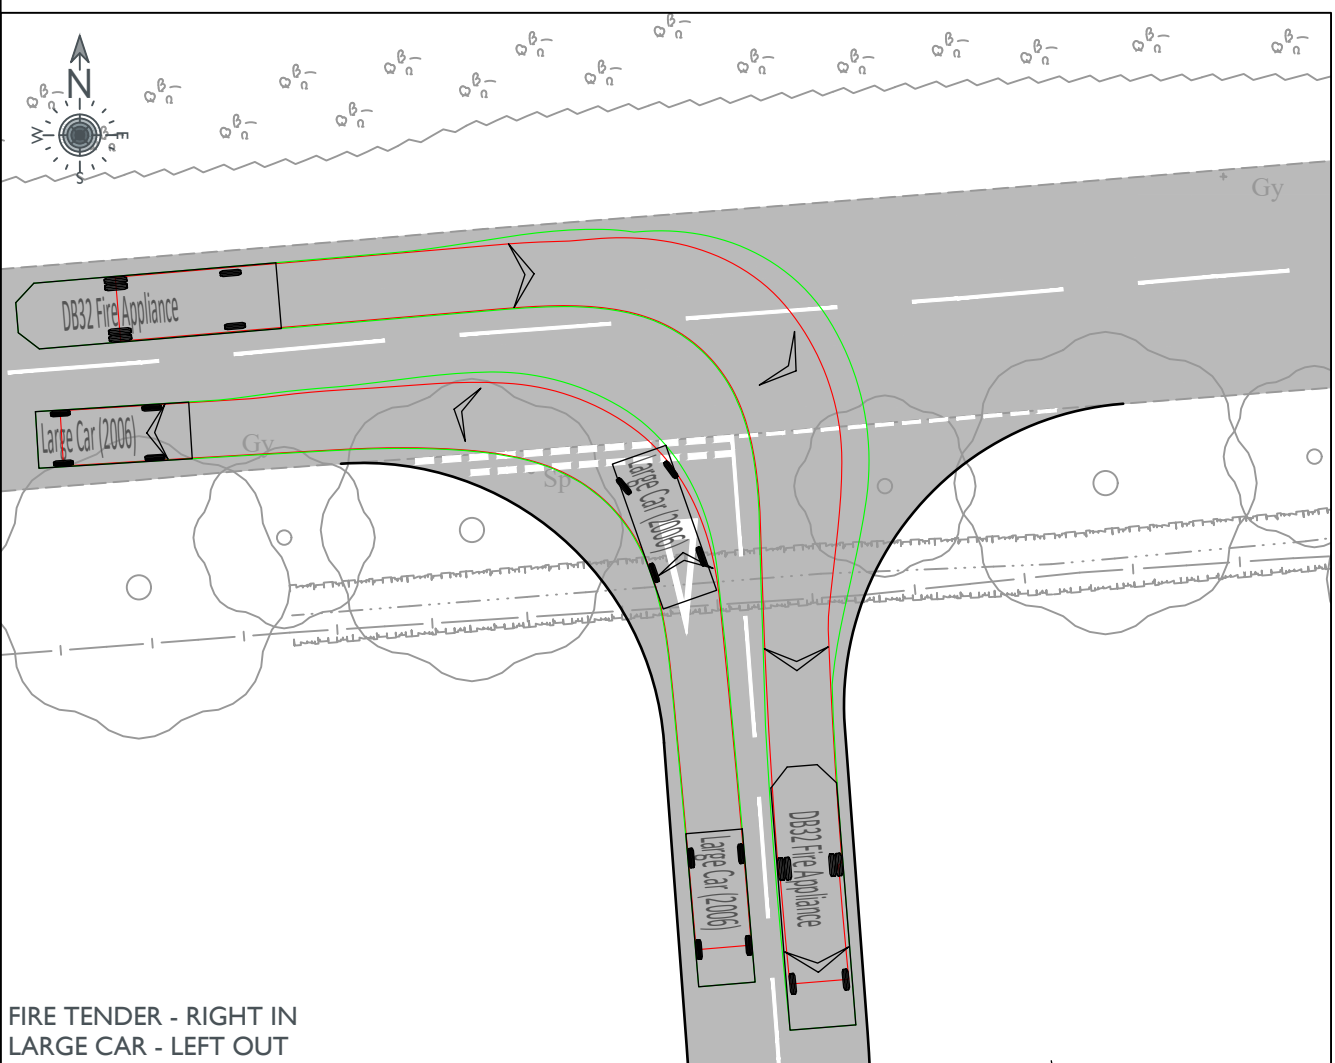 N
W
E
S
Gy
DB32 Fire Appliance
Large Car (2006)
Gy
Sp
Large Car (2006)
Large Car (2006)
DB32 Fire Appliance
FIRE TENDER - RIGHT IN
LARGE CAR - LEFT OUT